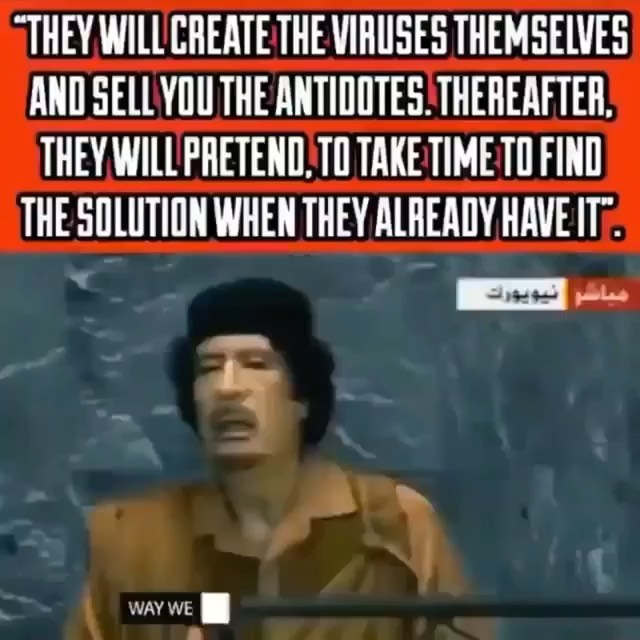 “THEY WILL CREATE THE VIRUSES THEMSELVES
AND SELL YOU THE ANTIDOTES. THEREAFTER,
THEY WILL PRETEND, TO TAKE TIME TO FIND
THE SOLUTION WHEN THEY ALREADY HAVE IT”.
مباشر نيويورك
WAY WE